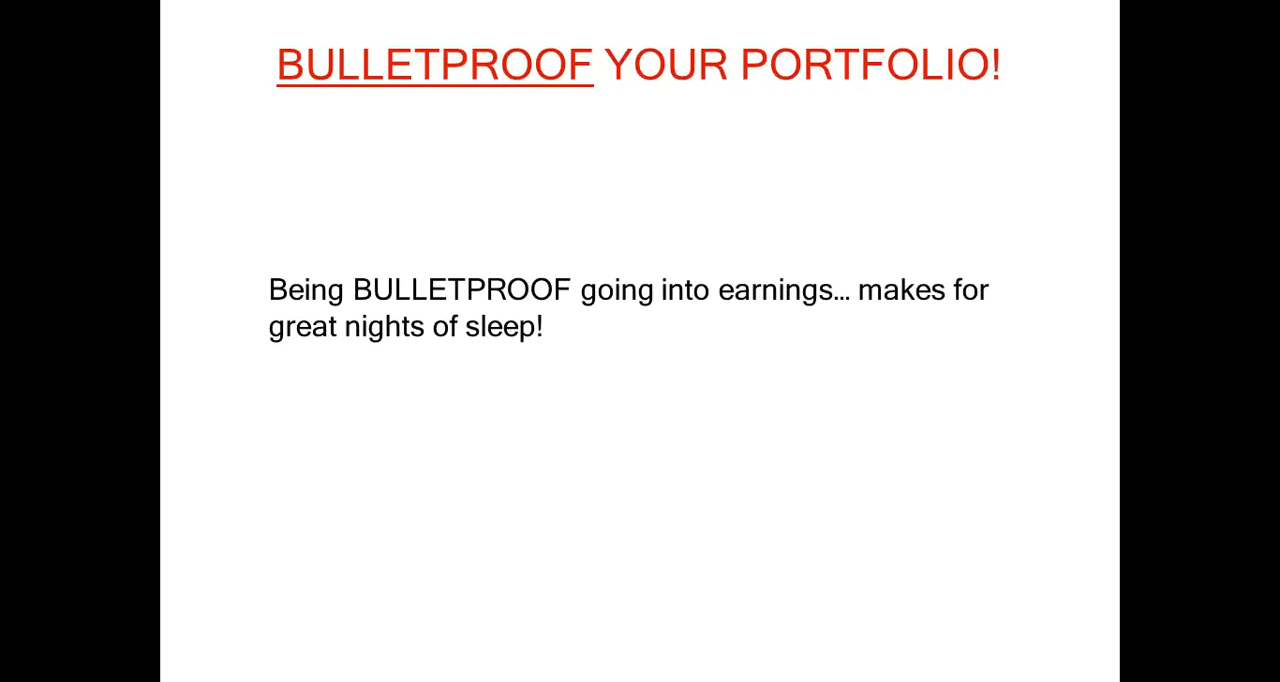 BULLETPROOF YOUR PORTFOLIO!
Being BULLETPROOF going into earnings... makes for
great nights of sleep!